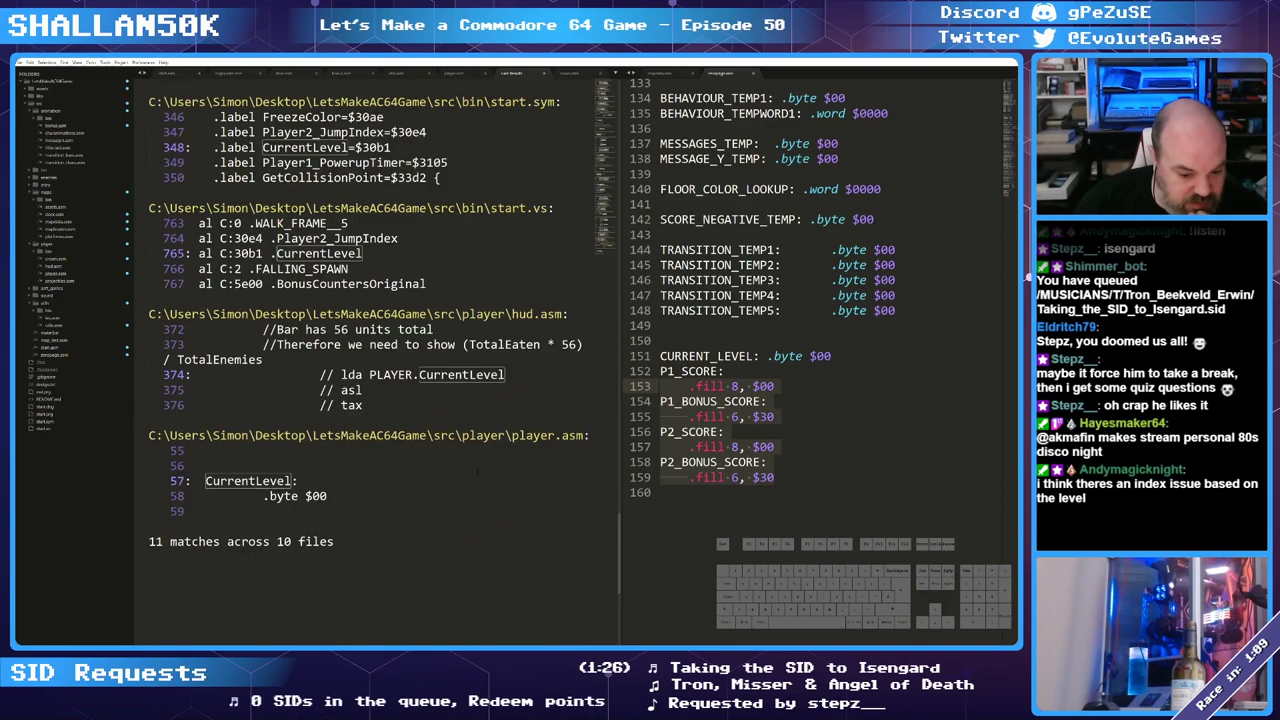 SHALLAN50K
Let's Make a Commodore 64 Game - Episode 50
Discord gPeZuSE
Twitter @EvoluteGames
C:\Users\Simon\Desktop\LetsMakeAC64Game\src\bin\start.sym:
346 .label FreezeColor=$30ae
347 .label Player2_JumpIndex=$30e4
348: .label CurrentLevel=$30b1
349 .label Player1_PowerupTimer=$3105
350 .label GetCollisionPoint=$33d2 {
C:\Users\Simon\Desktop\LetsMakeAC64Game\src\bin\start.vs:
763 al C:0 .WALK_FRAME__5
764 al C:30e4 .Player2_JumpIndex
765: al C:30b1 .CurrentLevel
766 al C:2 .FALLING_SPAWN
767 al C:5e00 .BonusCountersOriginal
C:\Users\Simon\Desktop\LetsMakeAC64Game\src\player\hud.asm:
372 //Bar has 56 units total
373 //Therefore we need to show (TotalEaten * 56)
/ TotalEnemies
374: // lda PLAYER.CurrentLevel
375 // asl
376 // tax
C:\Users\Simon\Desktop\LetsMakeAC64Game\src\player\player.asm:
55
56
57: CurrentLevel:
58 .byte $00
59
11 matches across 10 files
133
134 BEHAVIOUR_TEMP1: .byte $00
135 BEHAVIOUR_TEMPWORD1: .word $0000
136
137 MESSAGES_TEMP: .byte $00
138 MESSAGE_Y_TEMP: .byte $00
139
140 FLOOR_COLOR_LOOKUP: .word $0000
141
142 SCORE_NEGATIVE_TEMP: .byte $00
143
144 TRANSITION_TEMP1: .byte $00
145 TRANSITION_TEMP2: .byte $00
146 TRANSITION_TEMP3: .byte $00
147 TRANSITION_TEMP4: .byte $00
148 TRANSITION_TEMP5: .byte $00
149
150
151 CURRENT_LEVEL: .byte $00
152 P1_SCORE:
153 .fill 8, $00
154 P1_BONUS_SCORE:
155 .fill 6, $30
156 P2_SCORE:
157 .fill 8, $00
158 P2_BONUS_SCORE:
159 .fill 6, $30
160
Andymagicknight: !listen
Stepz__: isengard
Shimmer_bot:
You have queued
/MUSICIANS/T/Tron_Beekveld_Erwin/
Taking_the_SID_to_Isengard.sid
Eldritch79:
Stepz, you doomed us all!
Stepz__:
maybe it force him to take a break,
then i get some quiz questions
Stepz__: oh crap he likes it
Hayesmaker64:
@akmafin makes stream personal 80s
disco night
Andymagicknight:
i think theres an index issue based on
the level
Race in: 1:09
SID Requests
0 SIDs in the queue, Redeem points
(1:26) Taking the SID to Isengard
Tron, Misser & Angel of Death
Requested by stepz__